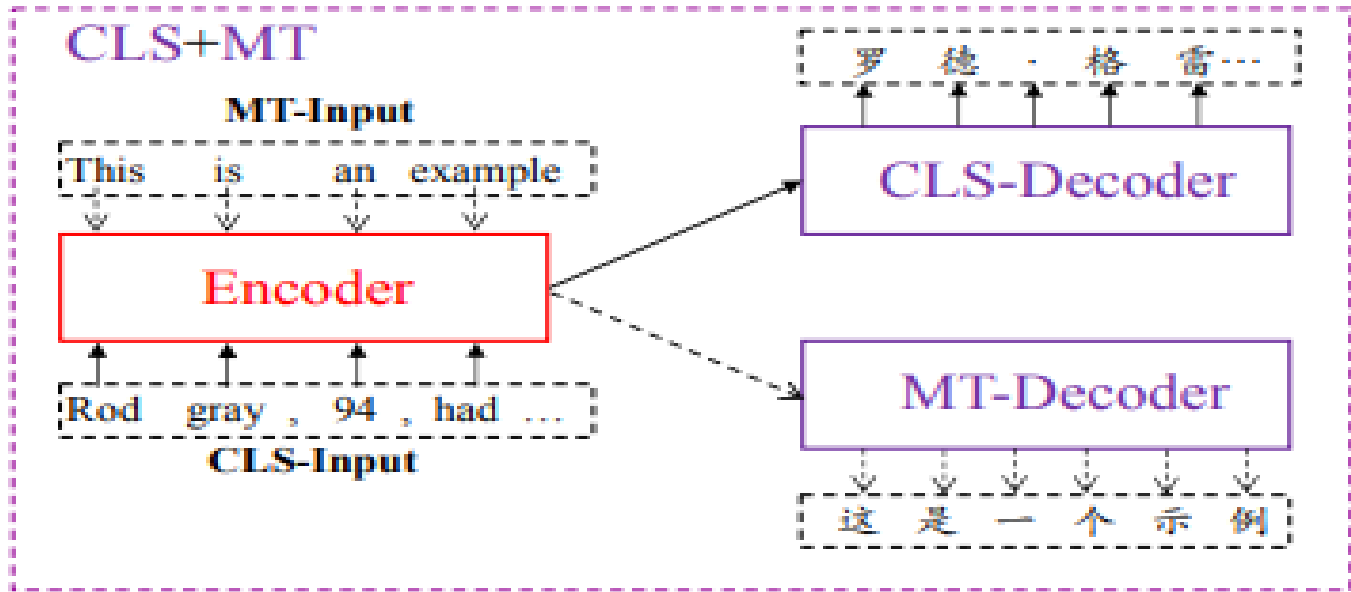 CLS+MT
MT-Input
This is an example
Encoder
Rod gray , 94 , had ...
CLS-Input
罗 德 · 格 雷 ...
CLS-Decoder
MT-Decoder
这 是 一 个 示 例